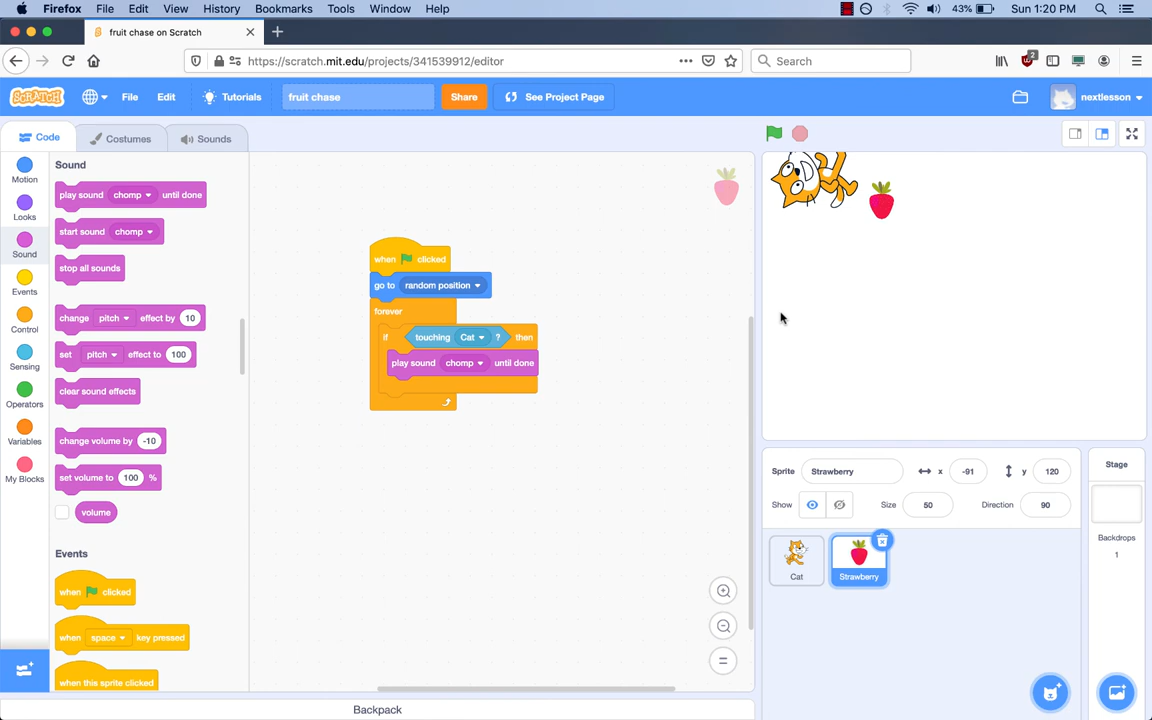 Firefox File Edit View History Bookmarks Tools Window Help 43% Sun 1:20 PM
fruit chase on Scratch
https://scratch.mit.edu/projects/341539912/editor Search 2
SCRATCH File Edit Tutorials fruit chase Share See Project Page nextlesson
Code Costumes Sounds
Motion
Looks
Sound
Events
Control
Sensing
Operators
Variables
My Blocks
Sound
play sound chomp until done
start sound chomp
stop all sounds
change pitch effect by 10
set pitch effect to 100
clear sound effects
change volume by -10
set volume to 100 %
volume
Events
when clicked
when space key pressed
when this sprite clicked
when clicked
go to random position
forever
if touching Cat ? then
play sound chomp until done
Sprite Strawberry x -91 y 120
Show Size 50 Direction 90
Cat
Strawberry
Stage
Backdrops
1
Backpack